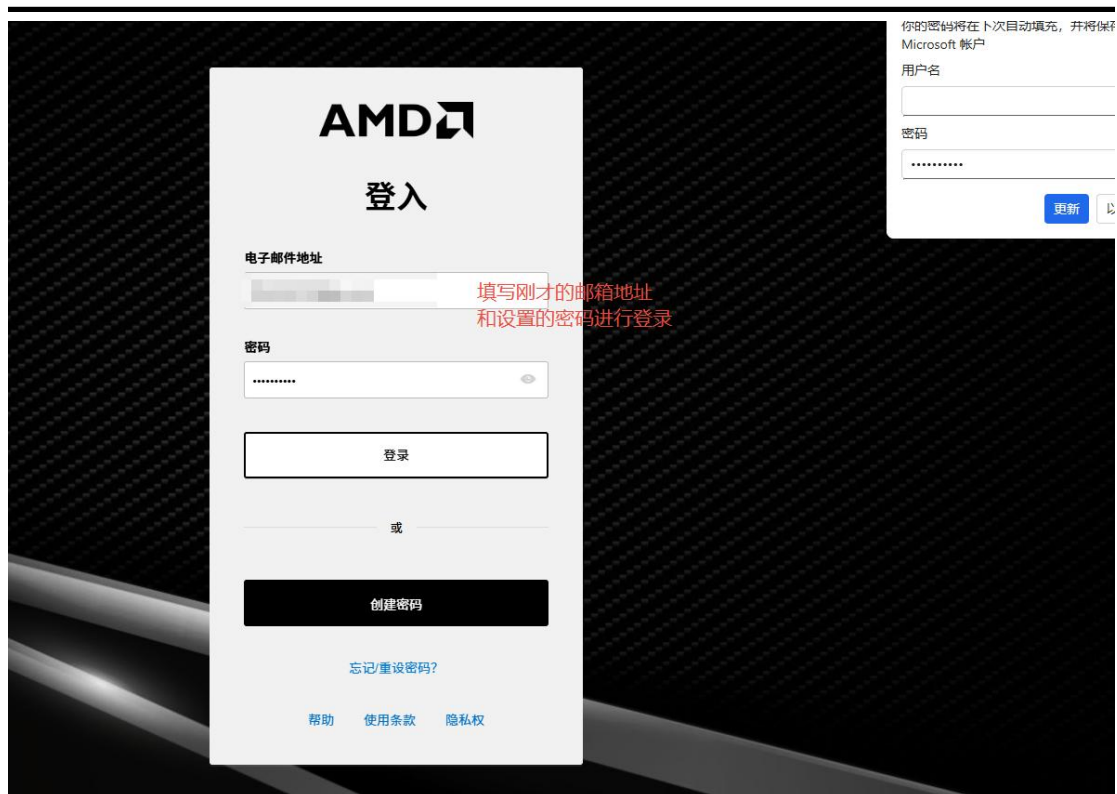 AMD
登入
电子邮件地址
填写刚才的邮箱地址
和设置的密码进行登录
密码
••••••••••
登录
或
创建密码
忘记/重设密码?
帮助 使用条款 隐私权
你的密码将在下次自动填充，并将保存
Microsoft 帐户
用户名
密码
••••••••••
更新